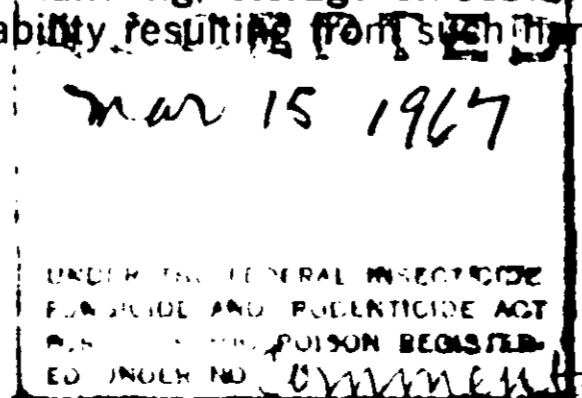 ability resulting from such
Mar 15 1967
UNDER THE FEDERAL INSECTICIDE
FUNGICIDE AND RODENTICIDE ACT
POISON REGISTER-
ED UNDER NO. Comment